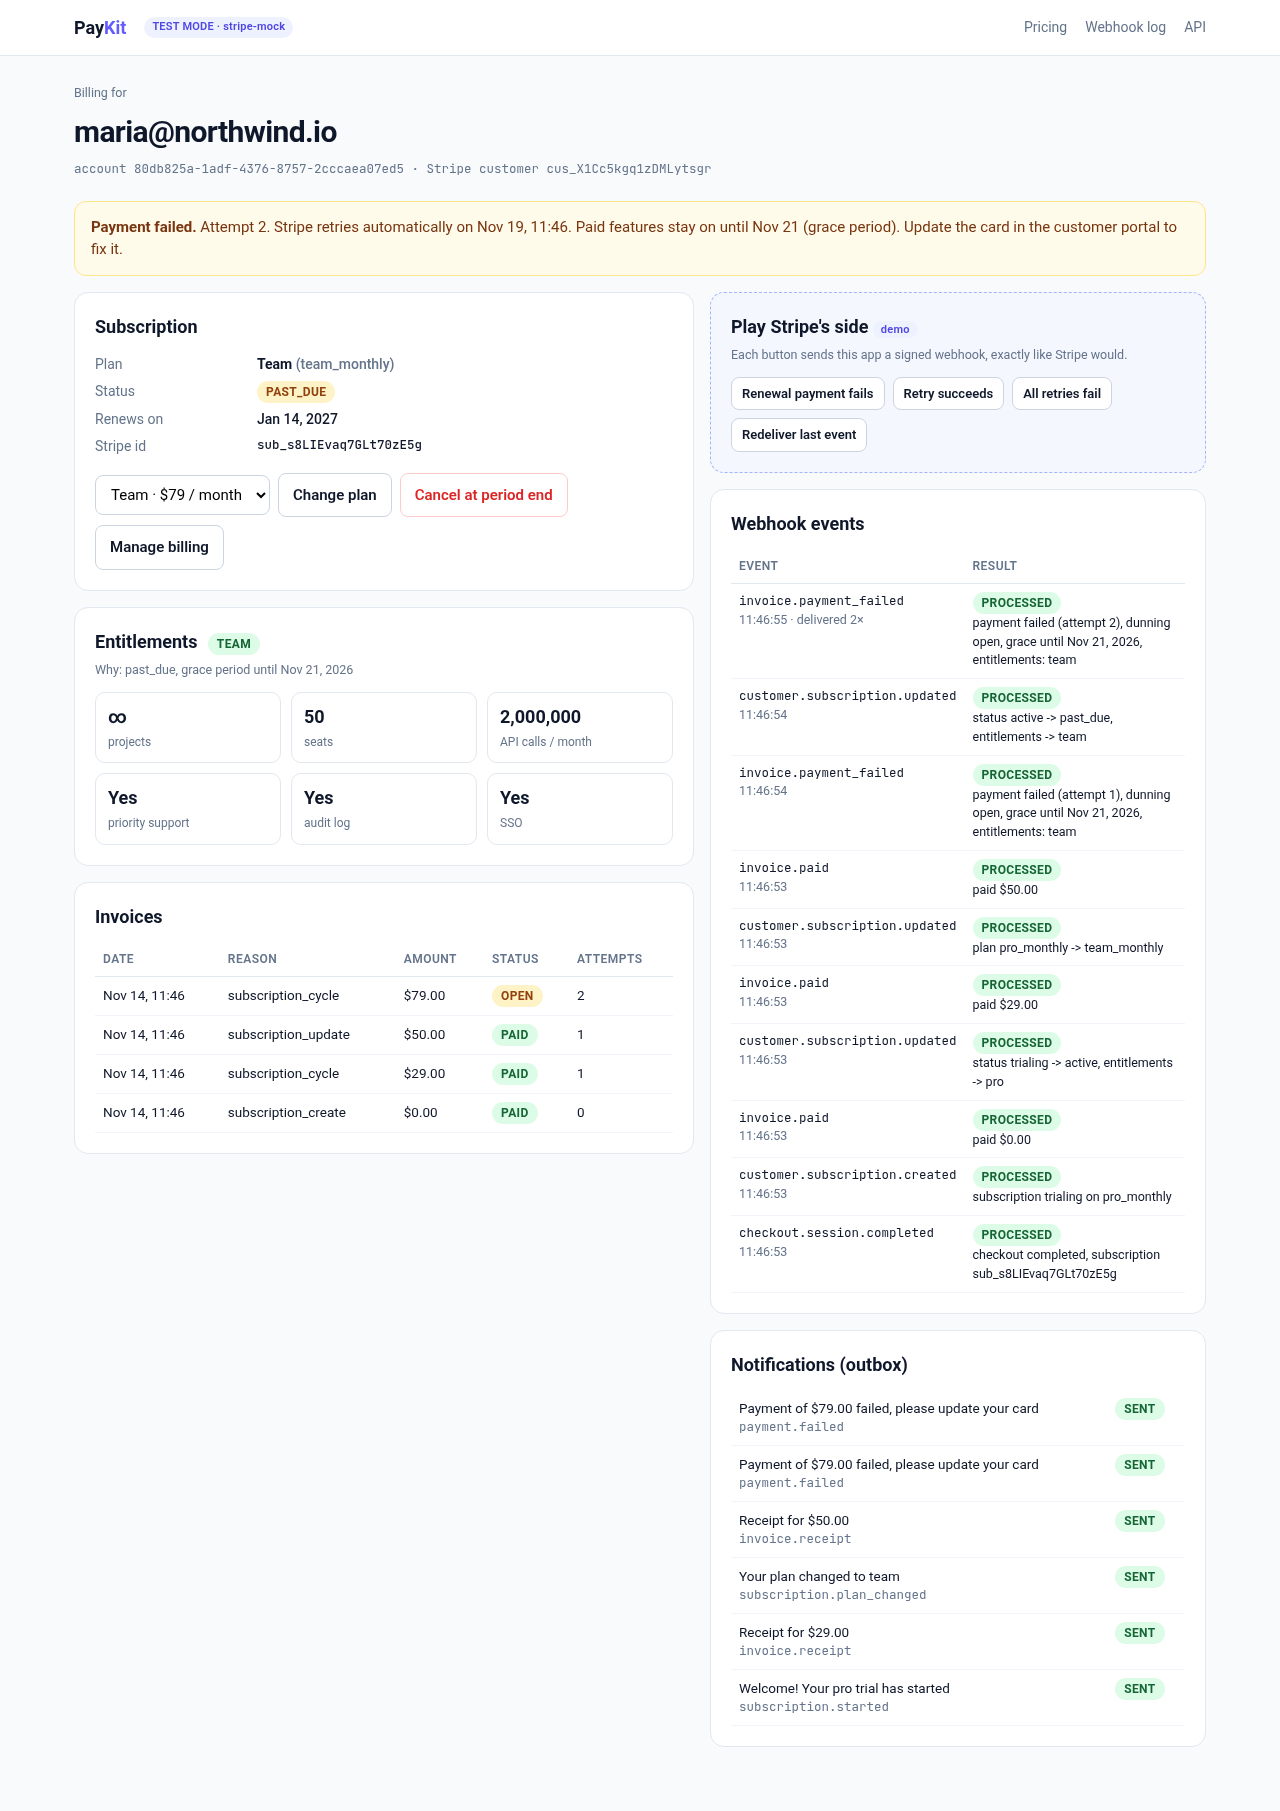 PayKit TEST MODE · stripe-mock Pricing Webhook log API
Billing for
maria@northwind.io
account 80db825a-1adf-4376-8757-2cccaea07ed5 · Stripe customer cus_X1Cc5kgq1zDMLytsgr
Payment failed. Attempt 2. Stripe retries automatically on Nov 19, 11:46. Paid features stay on until Nov 21 (grace period). Update the card in the customer portal to
fix it.
Subscription
Plan Team (team_monthly)
Status PAST_DUE
Renews on Jan 14, 2027
Stripe id sub_s8LIEvaq7GLt70zE5g
Team · $79 / month Change plan Cancel at period end
Manage billing
Entitlements TEAM
Why: past_due, grace period until Nov 21, 2026
∞ 50 2,000,000
projects seats API calls / month
Yes Yes Yes
priority support audit log SSO
Invoices
DATE REASON AMOUNT STATUS ATTEMPTS
Nov 14, 11:46 subscription_cycle $79.00 OPEN 2
Nov 14, 11:46 subscription_update $50.00 PAID 1
Nov 14, 11:46 subscription_cycle $29.00 PAID 1
Nov 14, 11:46 subscription_create $0.00 PAID 0
Play Stripe's side demo
Each button sends this app a signed webhook, exactly like Stripe would.
Renewal payment fails Retry succeeds All retries fail
Redeliver last event
Webhook events
EVENT RESULT
invoice.payment_failed PROCESSED
11:46:55 · delivered 2× payment failed (attempt 2), dunning
open, grace until Nov 21, 2026,
entitlements: team
customer.subscription.updated PROCESSED
11:46:54 status active -> past_due,
entitlements -> team
invoice.payment_failed PROCESSED
11:46:54 payment failed (attempt 1), dunning
open, grace until Nov 21, 2026,
entitlements: team
invoice.paid PROCESSED
11:46:53 paid $50.00
customer.subscription.updated PROCESSED
11:46:53 plan pro_monthly -> team_monthly
invoice.paid PROCESSED
11:46:53 paid $29.00
customer.subscription.updated PROCESSED
11:46:53 status trialing -> active, entitlements
-> pro
invoice.paid PROCESSED
11:46:53 paid $0.00
customer.subscription.created PROCESSED
11:46:53 subscription trialing on pro_monthly
checkout.session.completed PROCESSED
11:46:53 checkout completed, subscription
sub_s8LIEvaq7GLt70zE5g
Notifications (outbox)
Payment of $79.00 failed, please update your card SENT
payment.failed
Payment of $79.00 failed, please update your card SENT
payment.failed
Receipt for $50.00 SENT
invoice.receipt
Your plan changed to team SENT
subscription.plan_changed
Receipt for $29.00 SENT
invoice.receipt
Welcome! Your pro trial has started SENT
subscription.started